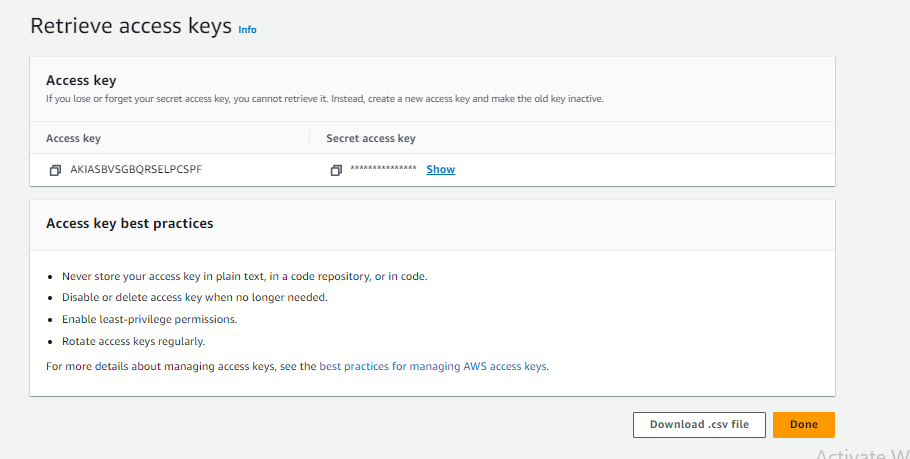 Retrieve access keys Info
Access key
If you lose or forget your secret access key, you cannot retrieve it. Instead, create a new access key and make the old key inactive.
Access key Secret access key
AKIASBVSGBQRSELPCSPF *************** Show
Access key best practices
• Never store your access key in plain text, in a code repository, or in code.
• Disable or delete access key when no longer needed.
• Enable least-privilege permissions.
• Rotate access keys regularly.
For more details about managing access keys, see the best practices for managing AWS access keys.
Download .csv file Done
Activate W